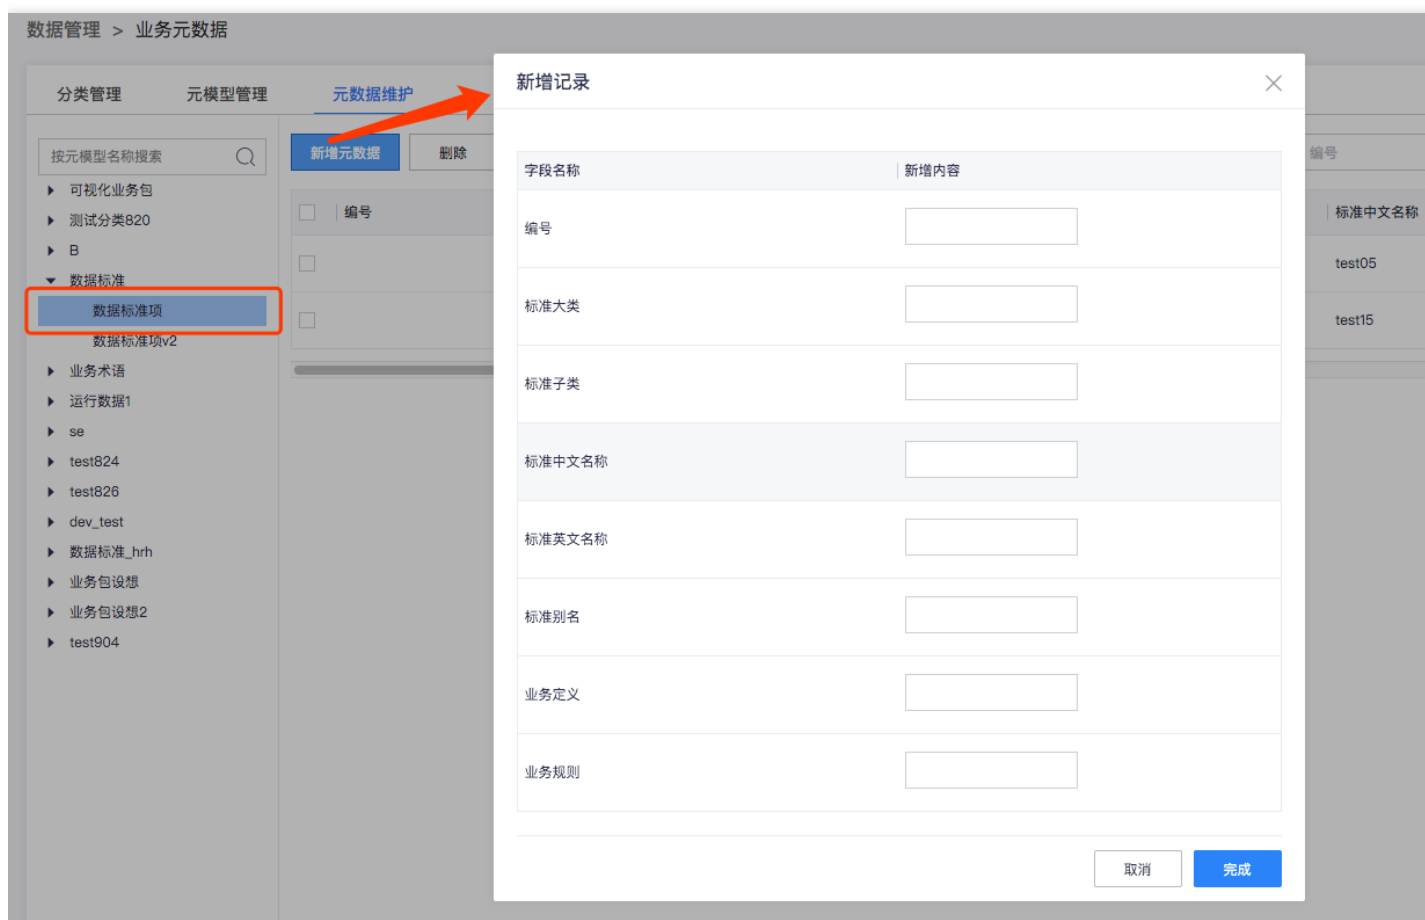 数据管理 > 业务元数据
分类管理 元模型管理 元数据维护
按元模型名称搜索
可视化业务包
测试分类820
B
数据标准
数据标准项
数据标准项v2
业务术语
运行数据1
se
test824
test826
dev_test
数据标准_hrh
业务包设想
业务包设想2
test904
新增元数据 删除
编号
编号
标准中文名称
test05
test15
新增记录
字段名称 新增内容
编号
标准大类
标准子类
标准中文名称
标准英文名称
标准别名
业务定义
业务规则
取消 完成